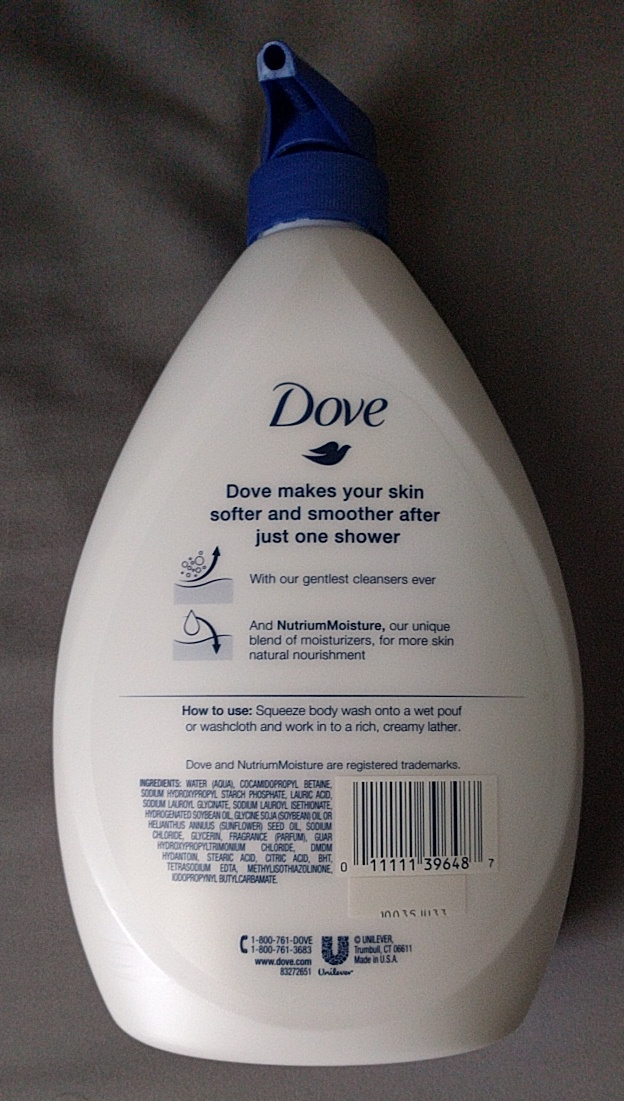 Dove
Dove makes your skin
softer and smoother after
just one shower
With our gentlest cleansers ever
And NutriumMoisture, our unique
blend of moisturizers, for more skin
natural nourishment
How to use: Squeeze body wash onto a wet pouf
or washcloth and work in to a rich, creamy lather.
Dove and NutriumMoisture are registered trademarks.
INGREDIENTS: WATER (AQUA), COCAMIDOPROPYL BETAINE,
SODIUM HYDROXYPROPYL STARCH PHOSPHATE, LAURIC ACID,
SODIUM LAUROYL GLYCINATE, SODIUM LAUROYL ISETHIONATE,
HYDROGENATED SOYBEAN OIL, GLYCINE SOJA (SOYBEAN) OIL OR
HELIANTHUS ANNUUS (SUNFLOWER) SEED OIL, SODIUM
CHLORIDE, GLYCERIN, FRAGRANCE (PARFUM), GUAR
HYDROXYPROPYLTRIMONIUM CHLORIDE, DMDM
HYDANTOIN, STEARIC ACID, CITRIC ACID, BHT,
TETRASODIUM EDTA, METHYLISOTHIAZOLINONE,
IODOPROPYNYL BUTYLCARBAMATE.
0 11111 39648 7
1-800-761-DOVE
1-800-761-3683
www.dove.com
83272651
Unilever
© UNILEVER,
Trumbull, CT 06611
Made in U.S.A.